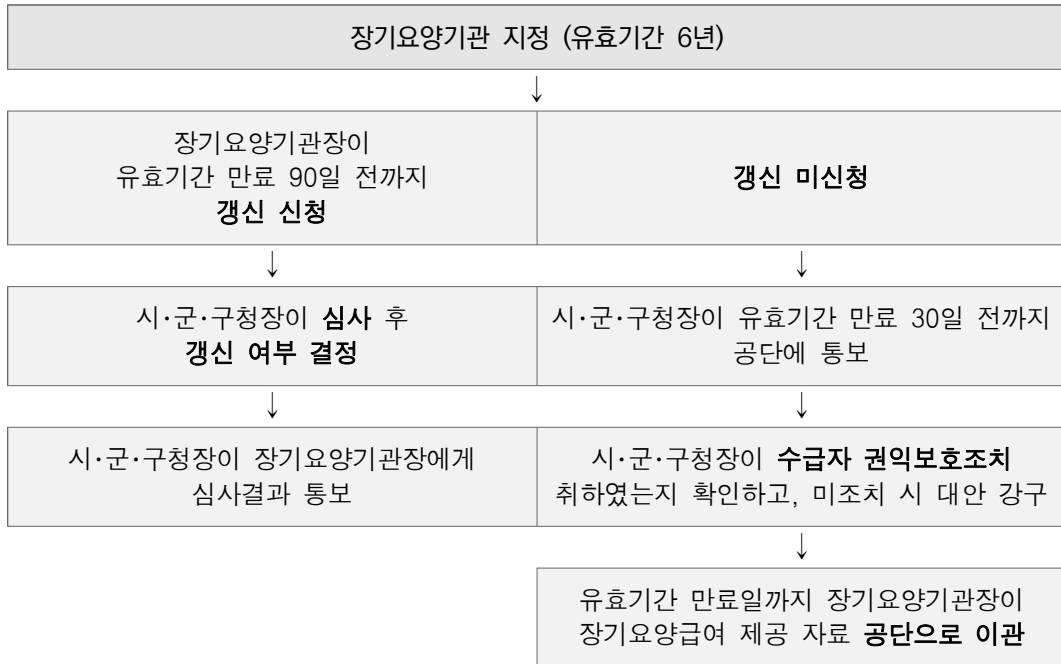 장기요양기관 지정 (유효기간 6년)
↓
장기요양기관장이
유효기간 만료 90일 전까지
갱신 신청
갱신 미신청
↓
↓
시·군·구청장이 심사 후
갱신 여부 결정
시·군·구청장이 유효기간 만료 30일 전까지
공단에 통보
↓
↓
시·군·구청장이 장기요양기관장에게
심사결과 통보
시·군·구청장이 수급자 권익보호조치
취하였는지 확인하고, 미조치 시 대안 강구
↓
유효기간 만료일까지 장기요양기관장이
장기요양급여 제공 자료 공단으로 이관